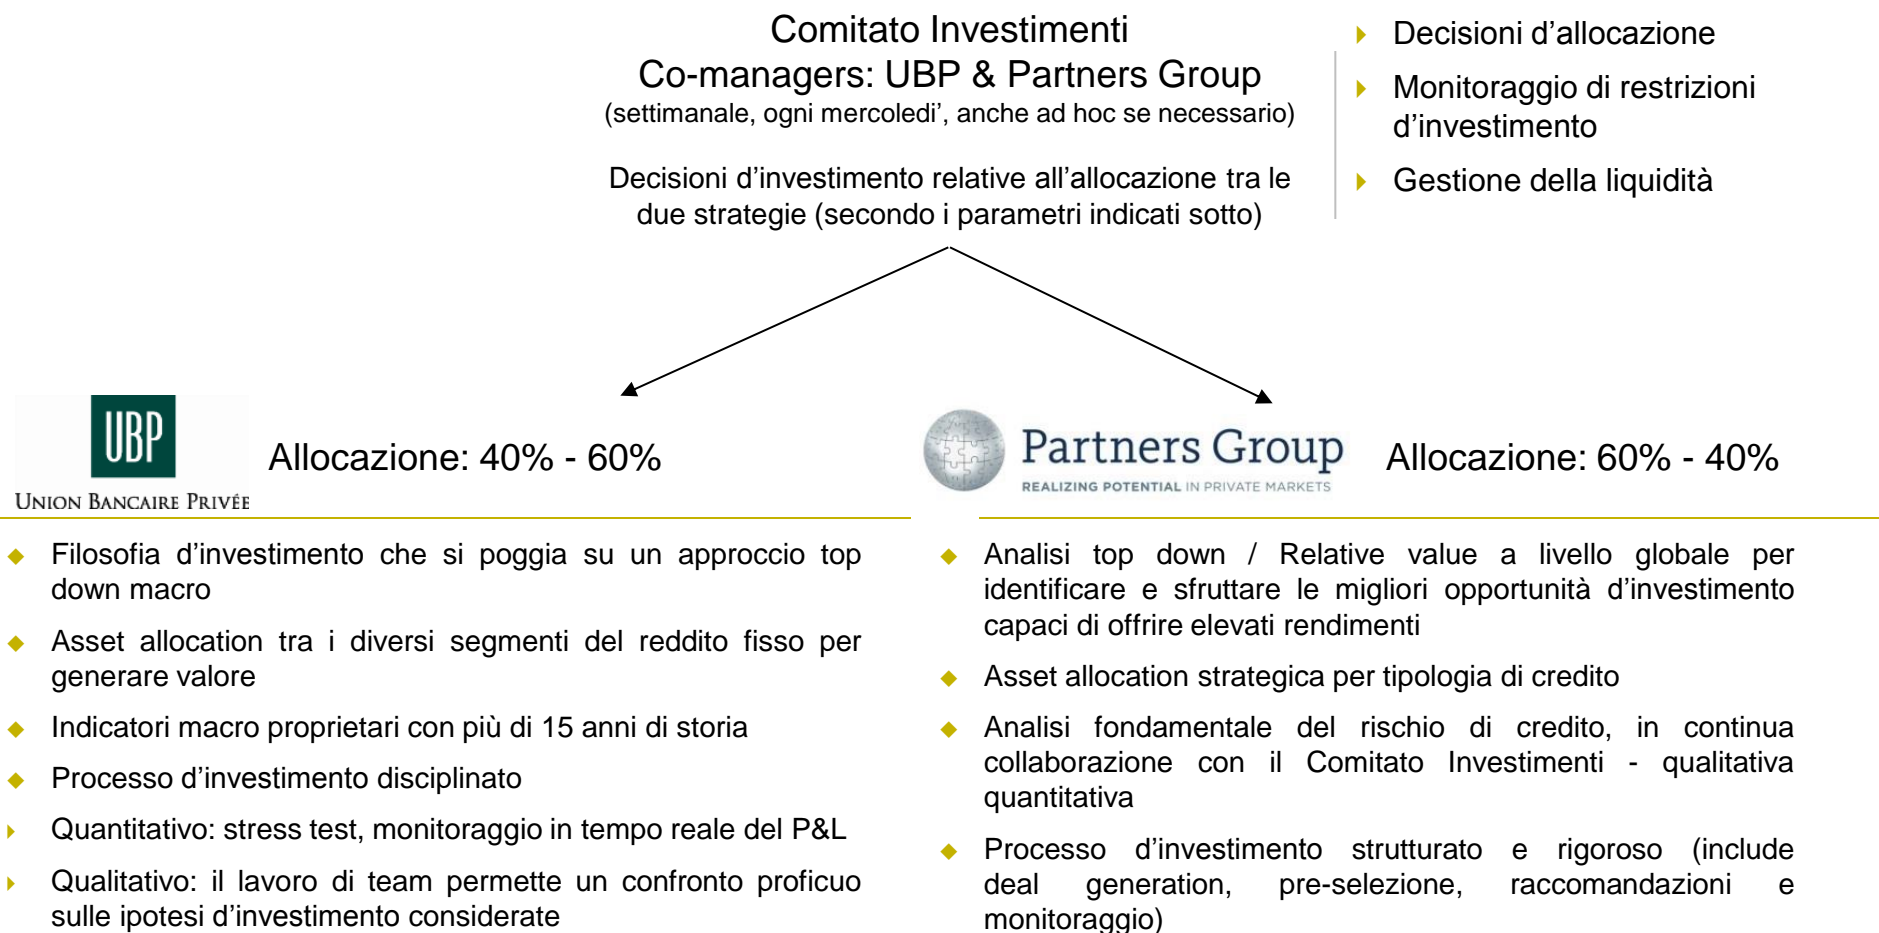 Comitato Investimenti
Co-managers: UBP & Partners Group
(settimanale, ogni mercoledi’, anche ad hoc se necessario)
Decisioni d’investimento relative all’allocazione tra le
due strategie (secondo i parametri indicati sotto)
Decisioni d’allocazione
Monitoraggio di restrizioni
d’investimento
Gestione della liquidità
UBP
UNION BANCAIRE PRIVÉE
Allocazione: 40% - 60%
Partners Group
REALIZING POTENTIAL IN PRIVATE MARKETS
Allocazione: 60% - 40%
Filosofia d’investimento che si poggia su un approccio top
down macro
Asset allocation tra i diversi segmenti del reddito fisso per
generare valore
Indicatori macro proprietari con più di 15 anni di storia
Processo d’investimento disciplinato
Quantitativo: stress test, monitoraggio in tempo reale del P&L
Qualitativo: il lavoro di team permette un confronto proficuo
sulle ipotesi d’investimento considerate
Analisi top down / Relative value a livello globale per
identificare e sfruttare le migliori opportunità d’investimento
capaci di offrire elevati rendimenti
Asset allocation strategica per tipologia di credito
Analisi fondamentale del rischio di credito, in continua
collaborazione con il Comitato Investimenti - qualitativa
quantitativa
Processo d’investimento strutturato e rigoroso (include
deal generation, pre-selezione, raccomandazioni e
monitoraggio)